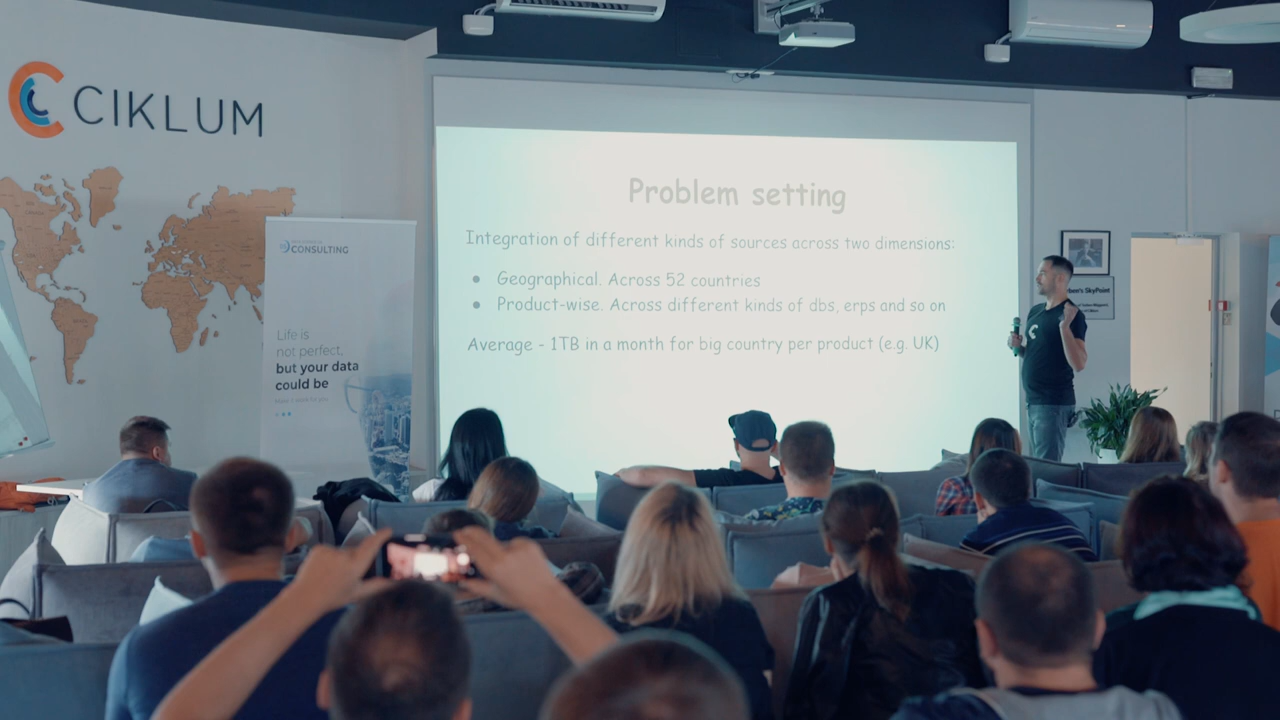 CIKLUM
CONSULTING
Life is
not perfect,
but your data
could be
Problem setting
Integration of different kinds of sources across two dimensions:
Geographical. Across 52 countries
Product-wise. Across different kinds of dbs, erps and so on
Average - 1TB in a month for big country per product (e.g. UK)
SkyPoint